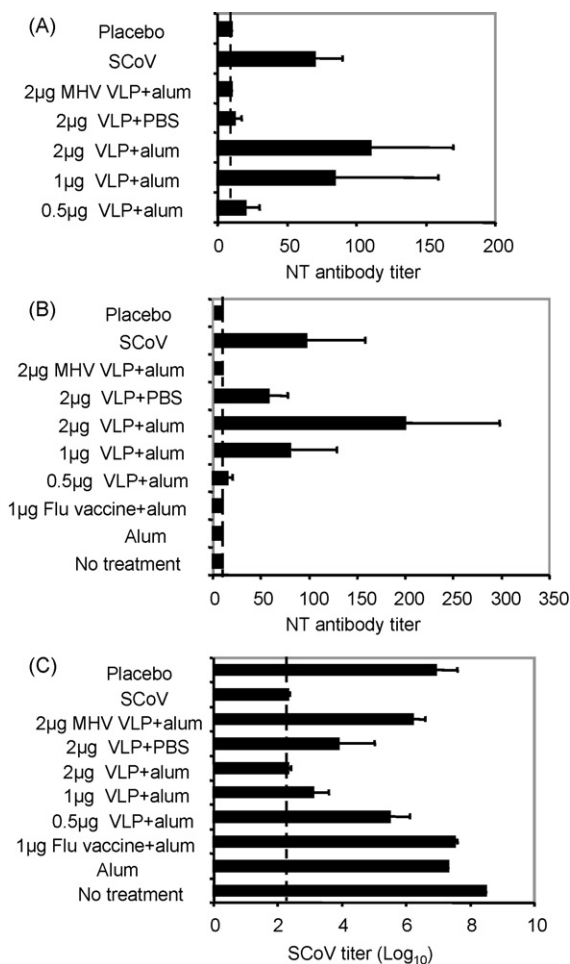 (A)
Placebo
SCoV
2µg MHV VLP+alum
2µg VLP+PBS
2µg VLP+alum
1µg VLP+alum
0.5µg VLP+alum
0 50 100 150 200
NT antibody titer
(B)
Placebo
SCoV
2µg MHV VLP+alum
2µg VLP+PBS
2µg VLP+alum
1µg VLP+alum
0.5µg VLP+alum
1µg Flu vaccine+alum
Alum
No treatment
0 50 100 150 200 250 300 350
NT antibody titer
(C)
Placebo
SCoV
2µg MHV VLP+alum
2µg VLP+PBS
2µg VLP+alum
1µg VLP+alum
0.5µg VLP+alum
1µg Flu vaccine+alum
Alum
No treatment
0 2 4 6 8 10
SCoV titer (Log₁₀)